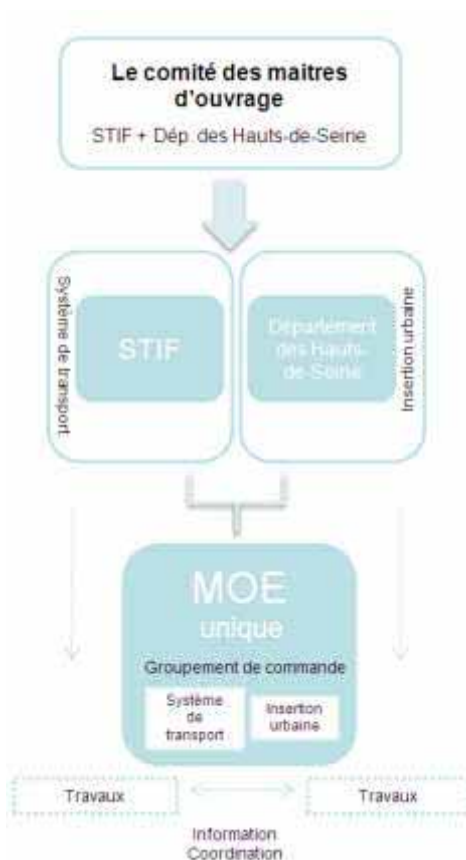 Le comité des maitres
d'ouvrage
STIF + Dép. des Hauts-de-Seine
Système de transport
STIF
Département
des Hauts-
de-Seine
Insertion urbaine
MOE
unique
Groupement de commande
Système
de
transport
Insertion
urbaine
Travaux
Travaux
Information
Coordination